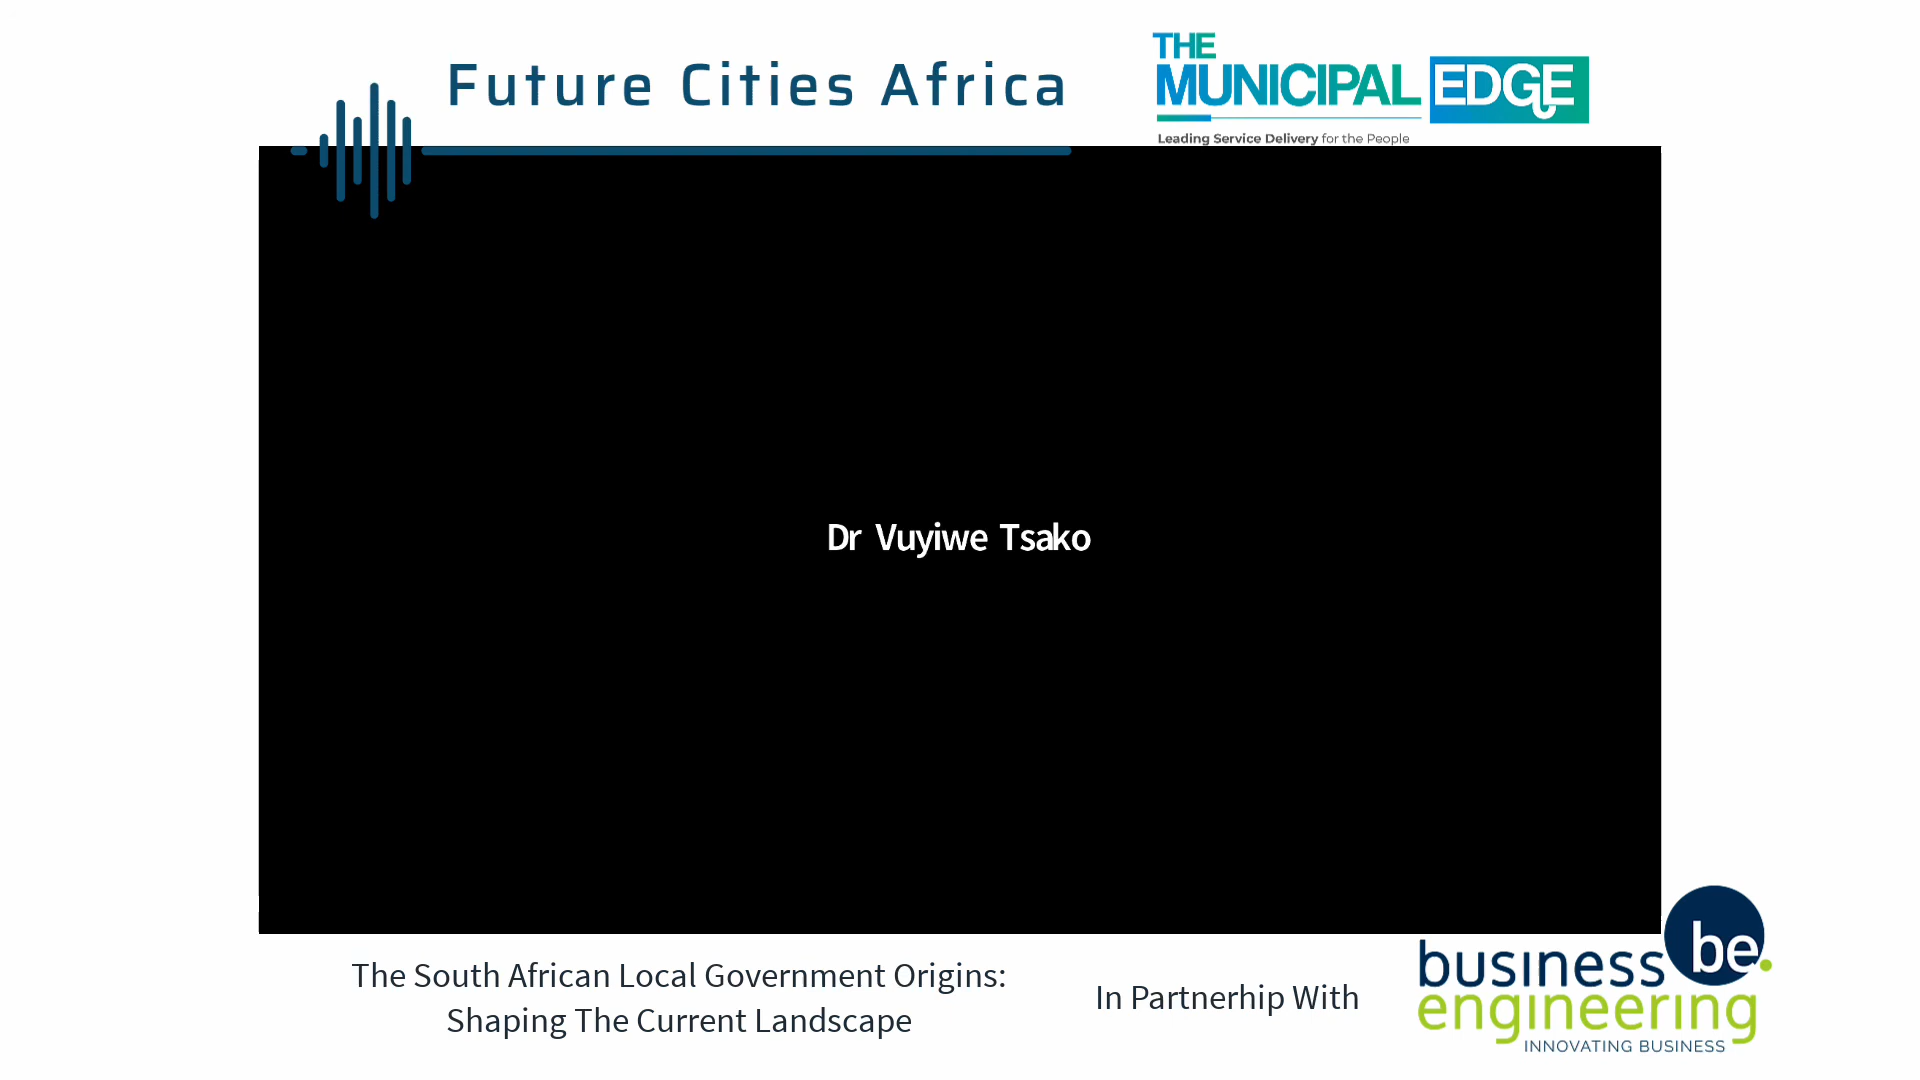 Future Cities Africa
THE
MUNICIPAL EDGE
Leading Service Delivery for the People
Dr Vuyiwe Tsako
The South African Local Government Origins:
Shaping The Current Landscape
In Partnerhip With
be.
business
engineering
INNOVATING BUSINESS